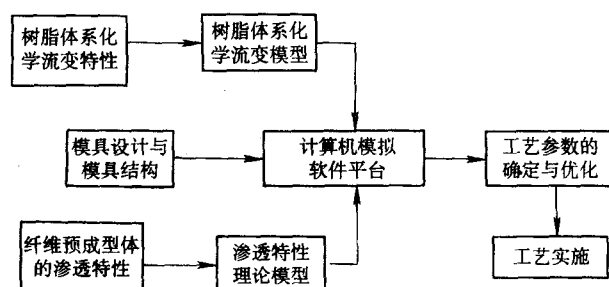 树脂体系化
学流变特性
树脂体系化
学流变模型
模具设计与
模具结构
计算机模拟
软件平台
工艺参数的
确定与优化
纤维预成型体
的渗透特性
渗透特性
理论模型
工艺实施